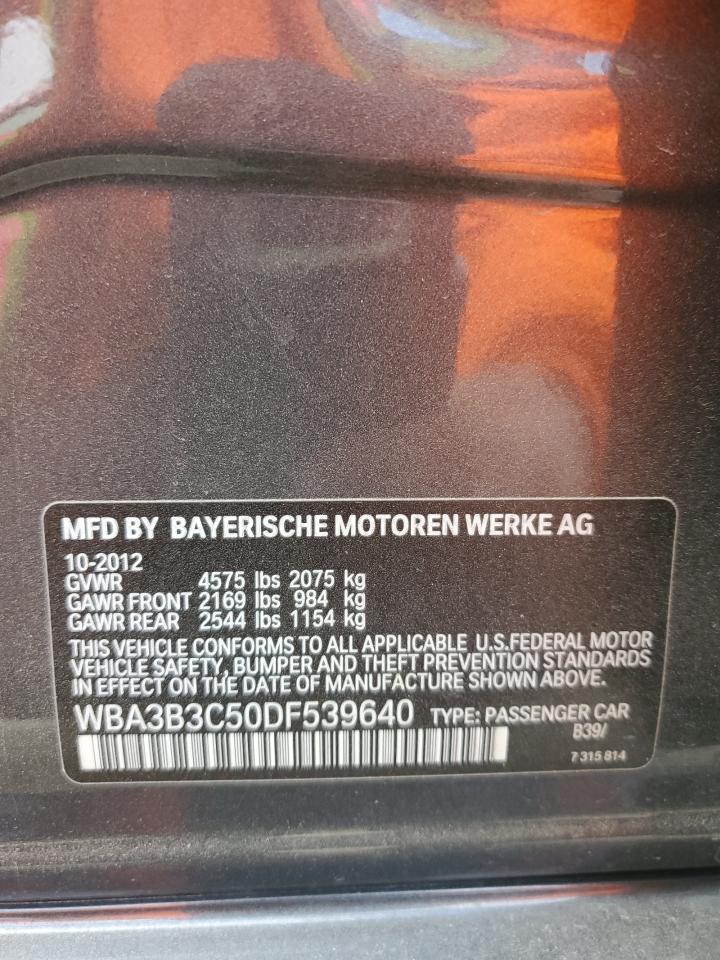 MFD BY BAYERISCHE MOTOREN WERKE AG
10-2012
GVWR 4575 lbs 2075 kg
GAWR FRONT 2169 lbs 984 kg
GAWR REAR 2544 lbs 1154 kg
THIS VEHICLE CONFORMS TO ALL APPLICABLE U.S.FEDERAL MOTOR
VEHICLE SAFETY, BUMPER AND THEFT PREVENTION STANDARDS
IN EFFECT ON THE DATE OF MANUFACTURE SHOWN ABOVE.
WBA3B3C50DF539640 TYPE: PASSENGER CAR
B39/
7 315 814